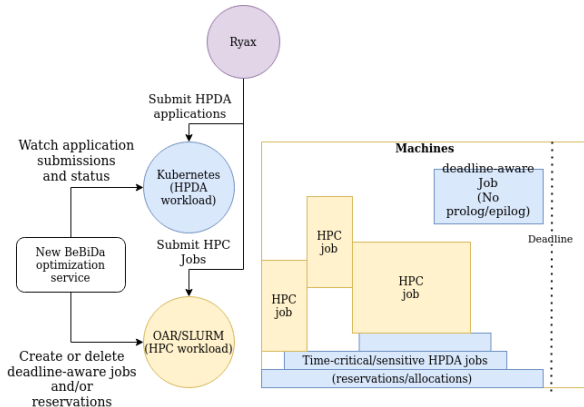 Ryax
Submit HPDA
applications
Watch application
submissions
and status
Kubernetes
(HPDA
workload)
Submit HPC
Jobs
New BeBiDa
optimization
service
OAR/SLURM
(HPC workload)
Create or delete
deadline-aware jobs
and/or
reservations
Machines
deadline-aware
Job
(No
prolog/epilog)
Deadline
HPC
job
HPC
job
HPC
job
Time-critical/sensitive HPDA jobs
(reservations/allocations)